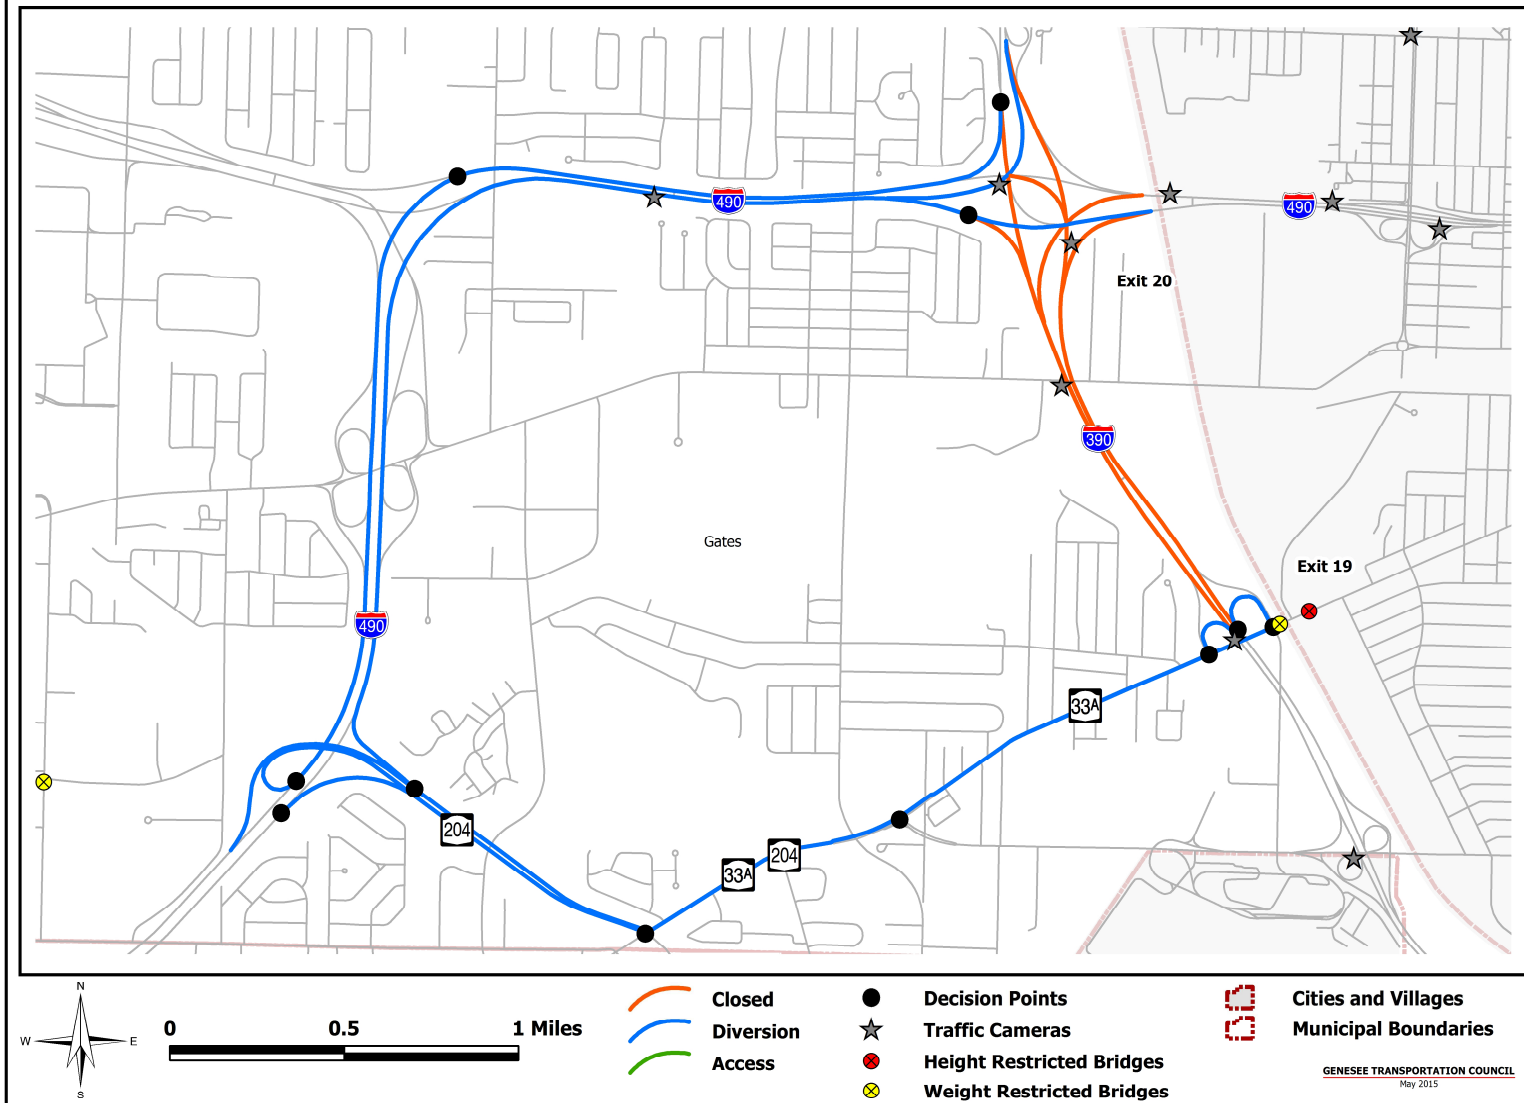 490
490
Exit 20
390
Gates
Exit 19
490
33A
204
204
33A
N
W E
S
0 0.5 1 Miles
Closed
Diversion
Access
Decision Points
Traffic Cameras
Height Restricted Bridges
Weight Restricted Bridges
Cities and Villages
Municipal Boundaries
GENESEE TRANSPORTATION COUNCIL
May 2015